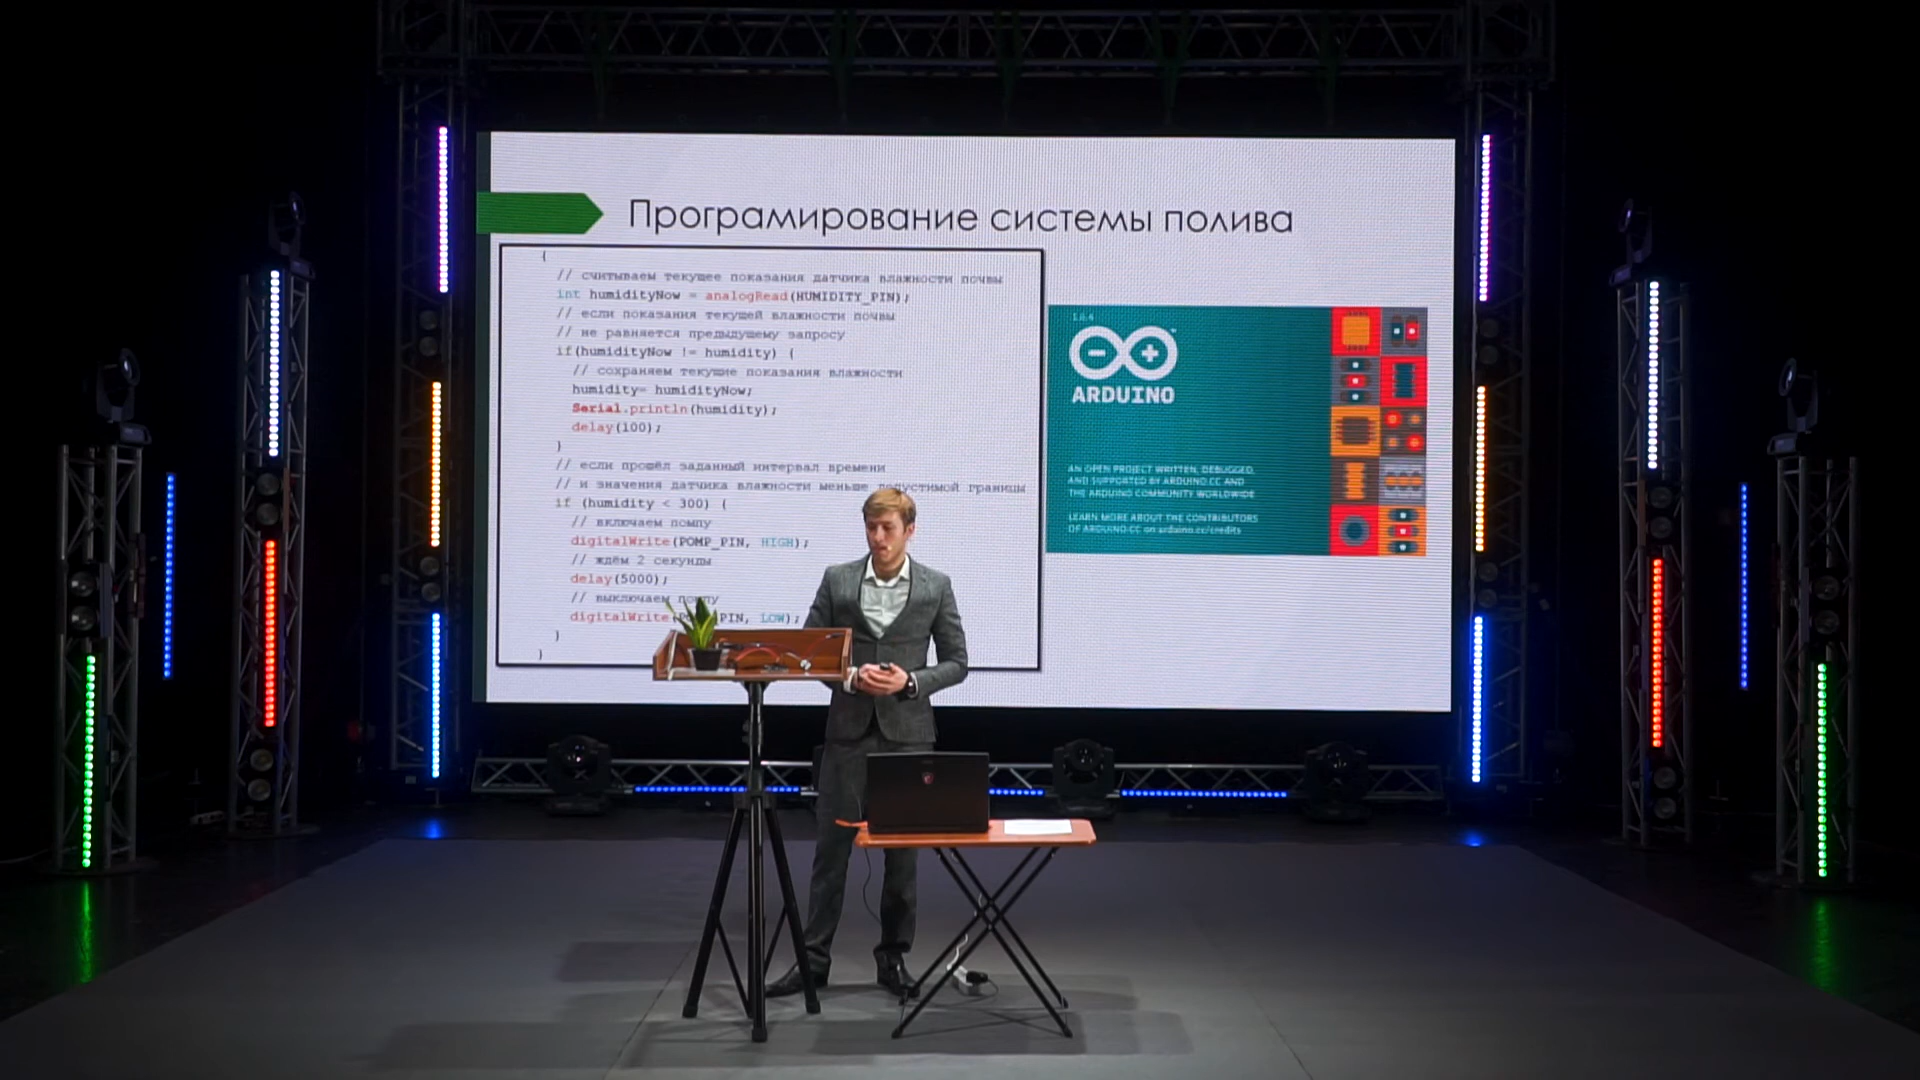 Програмирование системы полива
{
// считываем текущее показания датчика влажности почвы
int humidityNow = analogRead(HUMIDITY_PIN);
// если показания текущей влажности почвы
// не равняется предыдущему запросу
if(humidityNow != humidity) {
// сохраняем текущие показания влажности
humidity= humidityNow;
Serial.println(humidity);
delay(100);
}
// если прошёл заданный интервал времени
// и значения датчика влажности меньше допустимой границы
if (humidity < 300) {
// включаем помпу
digitalWrite(POMP_PIN, HIGH);
// ждём 2 секунды
delay(5000);
// выключаем помпу
digitalWrite(POMP_PIN, LOW);
}
}
1.8.4
ARDUINO
AN OPEN PROJECT WRITTEN, DEBUGGED,
AND SUPPORTED BY ARDUINO.CC AND
THE ARDUINO COMMUNITY WORLDWIDE
LEARN MORE ABOUT THE CONTRIBUTORS
OF ARDUINO.CC on arduino.cc/credits